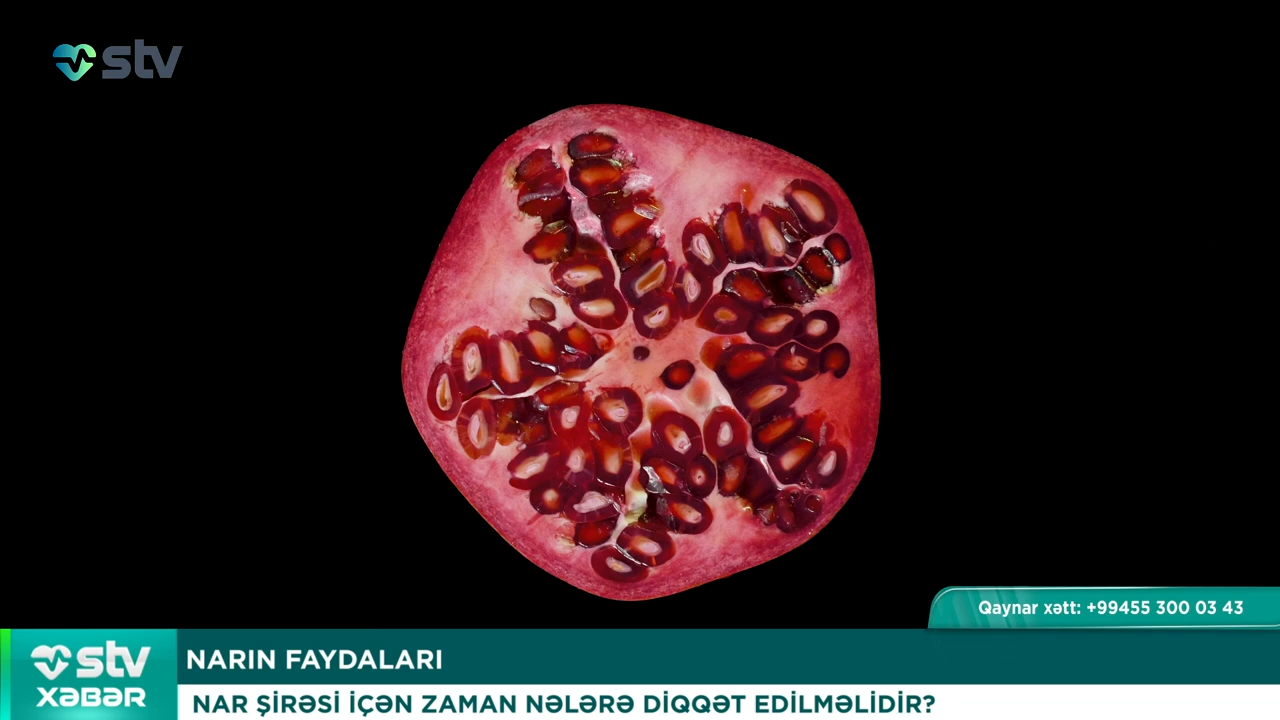 stv
Qaynar xətt: +99455 300 03 43
stv
XƏBƏR
NARIN FAYDALARI
NAR ŞİRƏSİ İÇƏN ZAMAN NƏLƏRƏ DİQQƏT EDİLMƏLİDİR?